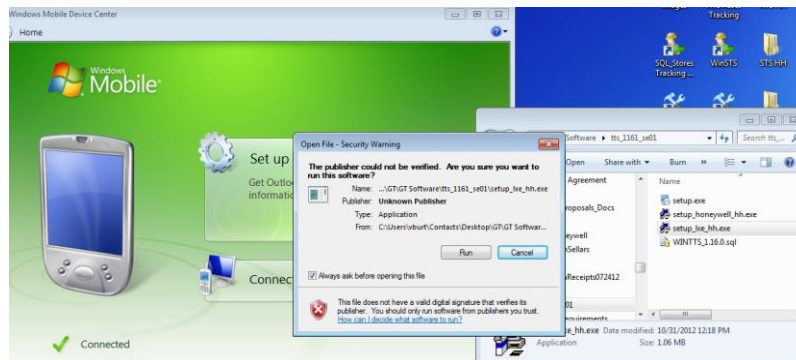 Windows Mobile Device Center
Home
Windows
Mobile
Set up
Get Outlo
informatic
Connec
Connected
Open File - Security Warning
The publisher could not be verified. Are you sure you want to
run this software?
Name: ...\GT\GT Software\tts_1161_se01\setup_lxe_hh.exe
Publisher: Unknown Publisher
Type: Application
From: C:\Users\vburt\Contacts\Desktop\GT\GT Softwar...
Run
Cancel
Always ask before opening this file
This file does not have a valid digital signature that verifies its
publisher. You should only run software from publishers you trust.
How can I decide what software to run?
Tracking
SQL_Stores
Tracking ...
WinSTS
STS HH
Software
tts_1161_se01
Search tts_...
Open
Share with
Burn
»
Agreement
roposals_Docs
eywell
Sellars
Receipts072412
01
equirements
Name
setup.exe
setup_honeywell_hh.exe
setup_lxe_hh.exe
WINTTS_1.16.0.sql
xe_hh.exe Date modified: 10/31/2012 12:18 PM
Application
Size: 1.06 MB